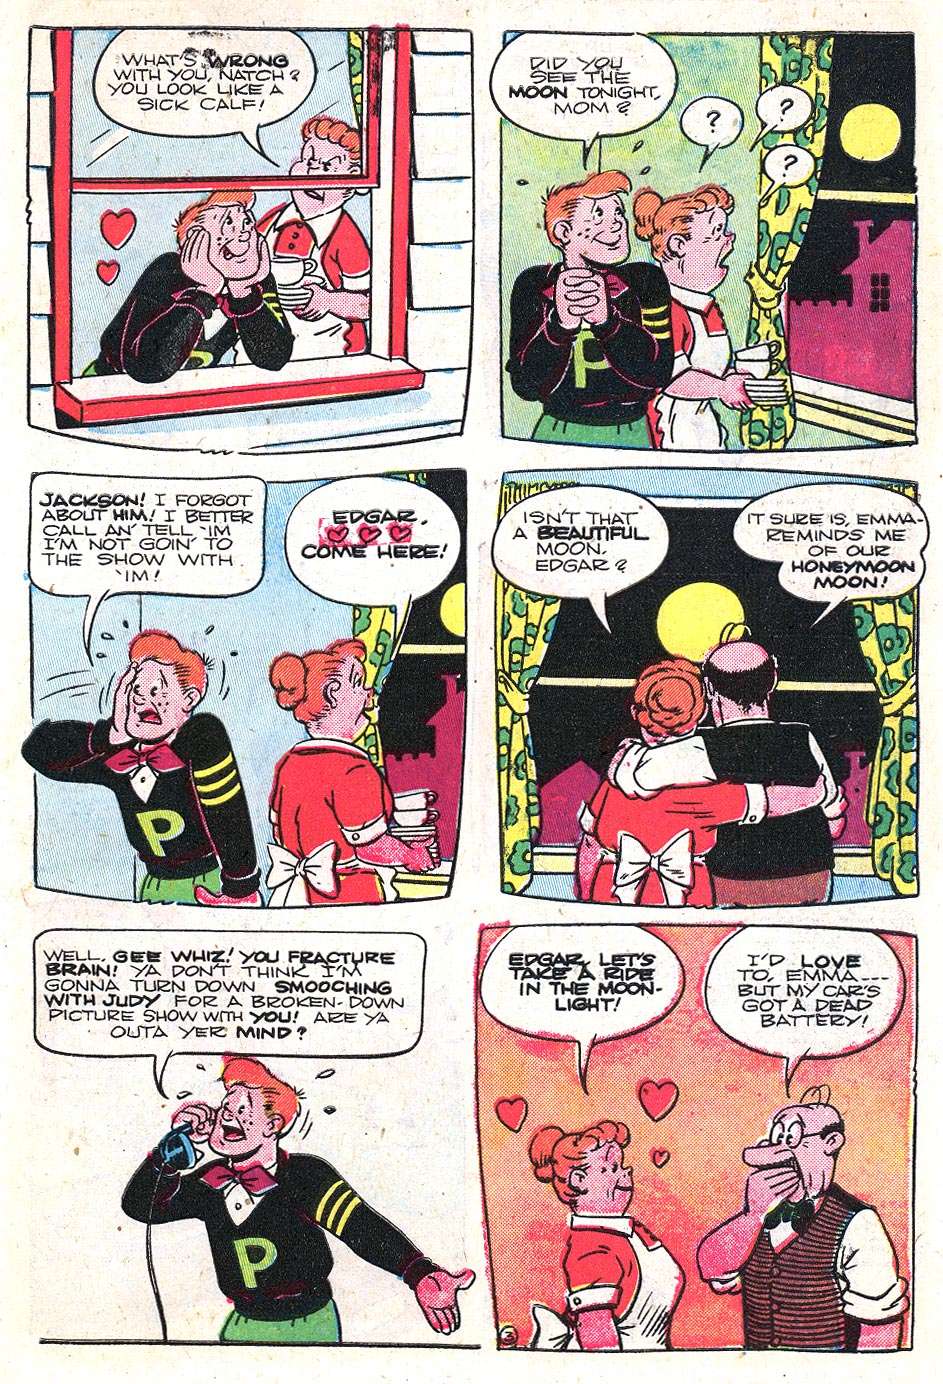 WHAT'S WRONG
WITH YOU, NATCH?
YOU LOOK LIKE A
SICK CALF!
DID YOU
SEE THE
MOON TONIGHT,
MOM?
?
?
?
P
P
JACKSON! I FORGOT
ABOUT HIM! I BETTER
CALL AN' TELL 'IM
I'M NOT GOIN' TO
THE SHOW WITH
'IM!
EDGAR,
COME HERE!
P
ISN'T THAT
A BEAUTIFUL
MOON,
EDGAR?
IT SURE IS, EMMA-
REMINDS ME
OF OUR
HONEYMOON
MOON!
WELL, GEE WHIZ! YOU FRACTURE
BRAIN! YA DON'T THINK I'M
GONNA TURN DOWN SMOOCHING
WITH JUDY FOR A BROKEN-DOWN
PICTURE SHOW WITH YOU! ARE YA
OUTA YER MIND?
P
EDGAR, LET'S
TAKE A RIDE
IN THE MOON-
LIGHT!
I'D LOVE
TO, EMMA---
BUT MY CAR'S
GOT A DEAD
BATTERY!